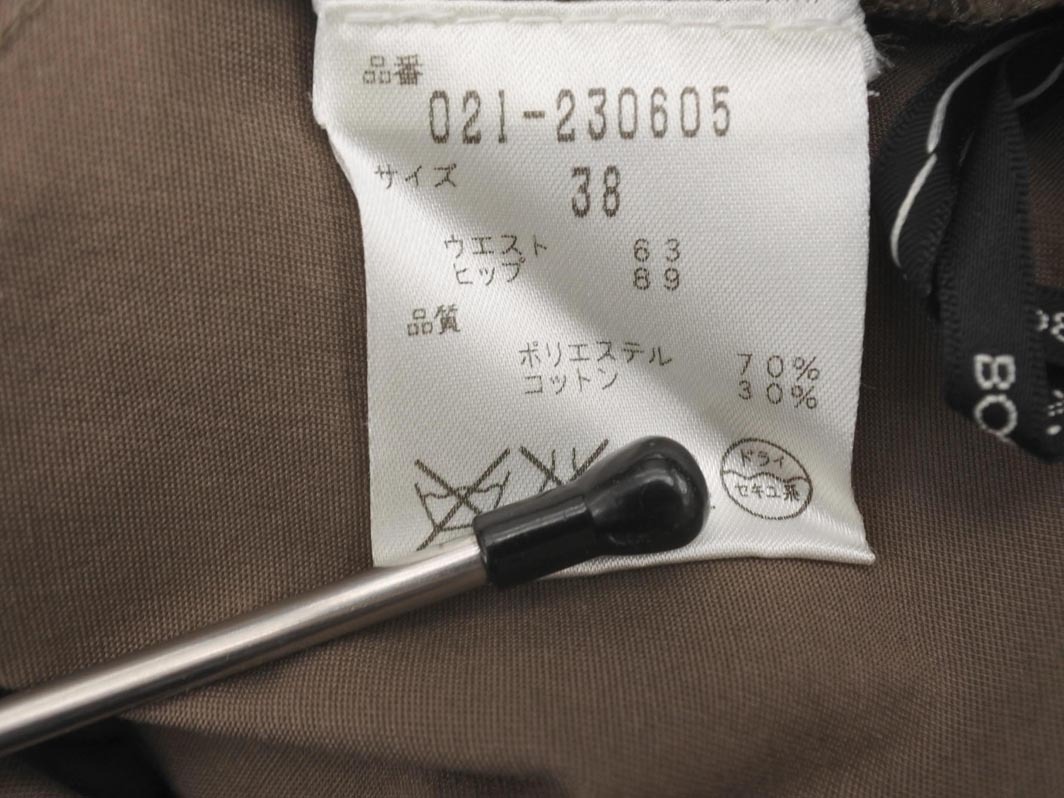 品番
021-230605
サイズ 38
ウエスト 63
ヒップ 89
品質
ポリエステル 70%
コットン 30%
ドライ
セキユ系
BO